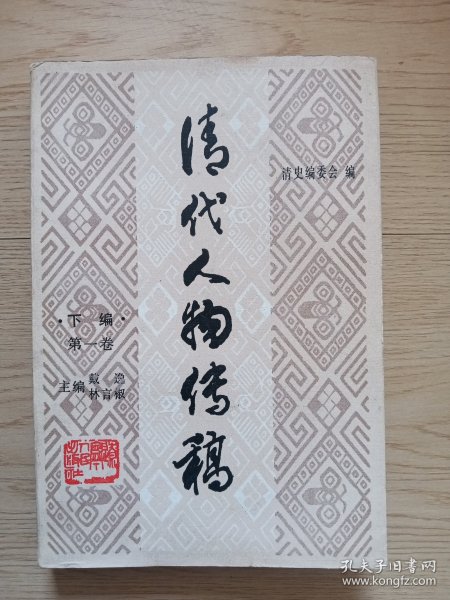 清代人物传稿
清史编委会 编
·下编·
第一卷
主编 戴逸
林言椒
孔夫子旧书网
www.kongfz.com